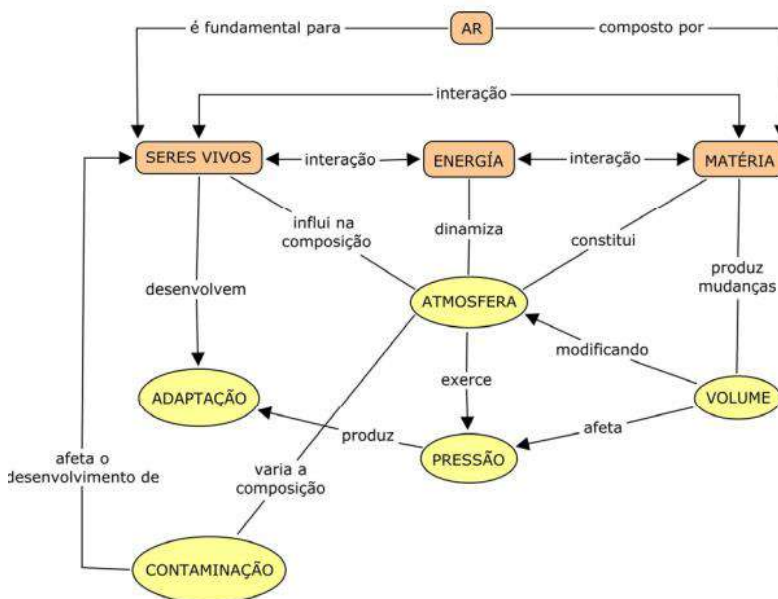 é fundamental para
AR
composto por
interação
SERES VIVOS
interação
ENERGÍA
interação
MATÉRIA
influi na
composição
dinamiza
constitui
produz
mudanças
desenvolvem
ATMOSFERA
modificando
exerce
ADAPTAÇÃO
VOLUME
produz
afeta
PRESSÃO
afeta o
desenvolvimento de
varia a
composição
CONTAMINAÇÃO